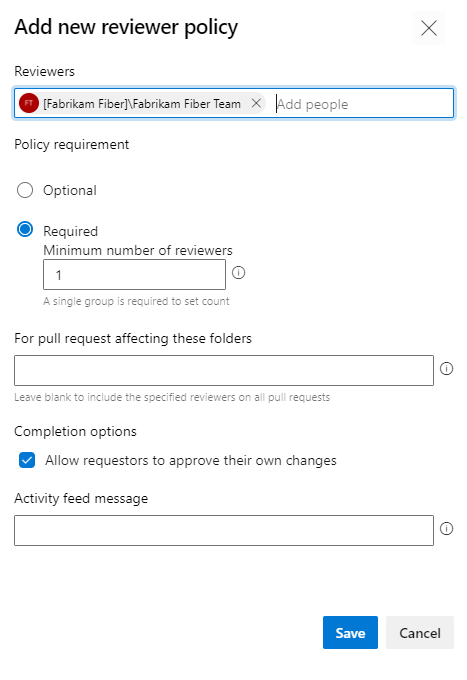 Add new reviewer policy
Reviewers
FT [Fabrikam Fiber]\Fabrikam Fiber Team Add people
Policy requirement
Optional
Required
Minimum number of reviewers
1
A single group is required to set count
For pull request affecting these folders
Leave blank to include the specified reviewers on all pull requests
Completion options
Allow requestors to approve their own changes
Activity feed message
Save Cancel